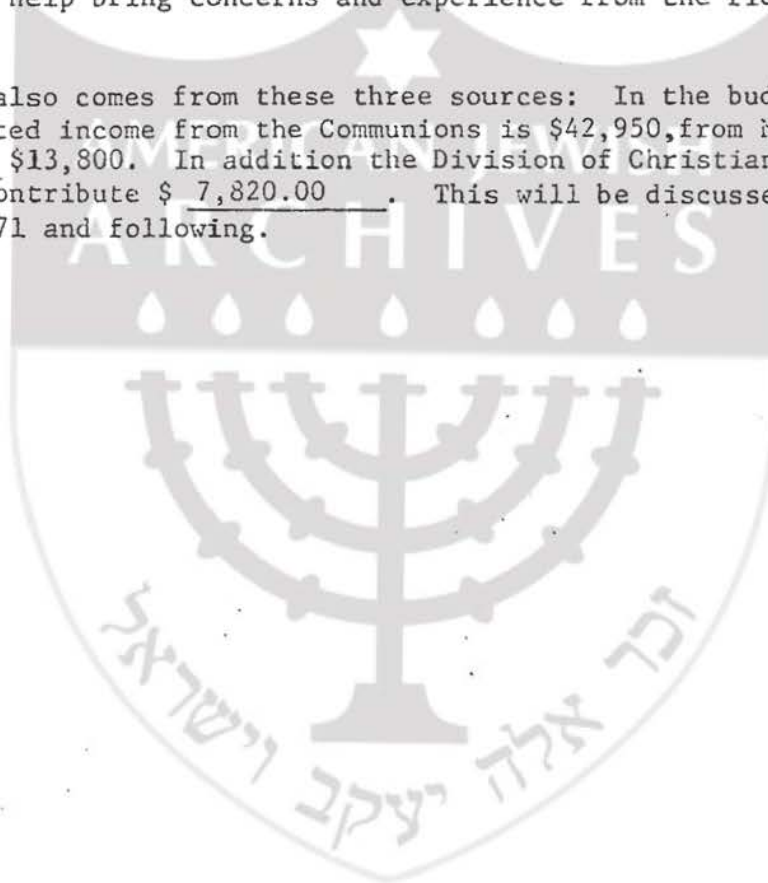 help bring concerns and experience from the
also comes from these three sources: In the bud
ted income from the Communions is $42,950,from
$13,800. In addition the Division of Christian
ontribute $ 7,820.00 . This will be discusse
71 and following.
AMERICAN JEWISH
ARCHIVES
זכר אלה יעקב וישראל